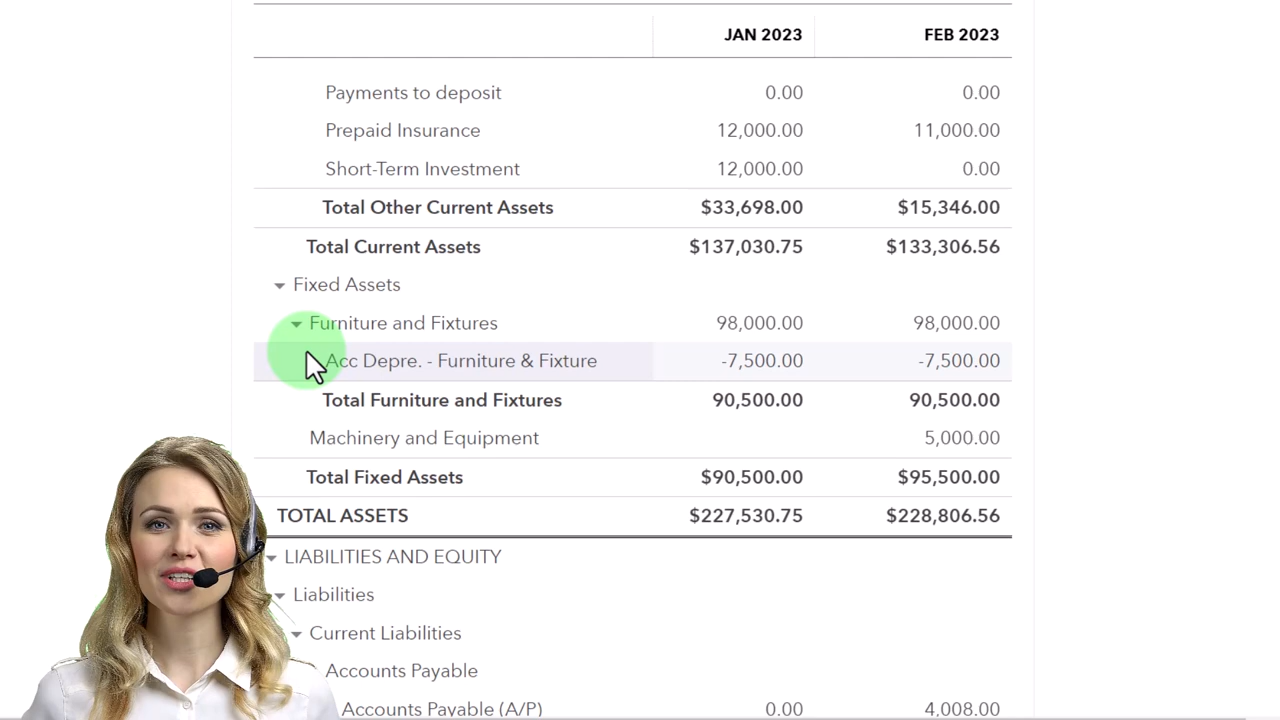 JAN 2023 FEB 2023
Payments to deposit 0.00 0.00
Prepaid Insurance 12,000.00 11,000.00
Short-Term Investment 12,000.00 0.00
Total Other Current Assets $33,698.00 $15,346.00
Total Current Assets $137,030.75 $133,306.56
Fixed Assets
Furniture and Fixtures 98,000.00 98,000.00
Acc Depre. - Furniture & Fixture -7,500.00 -7,500.00
Total Furniture and Fixtures 90,500.00 90,500.00
Machinery and Equipment 5,000.00
Total Fixed Assets $90,500.00 $95,500.00
TOTAL ASSETS $227,530.75 $228,806.56
LIABILITIES AND EQUITY
Liabilities
Current Liabilities
Accounts Payable
Accounts Payable (A/P) 0.00 4,008.00